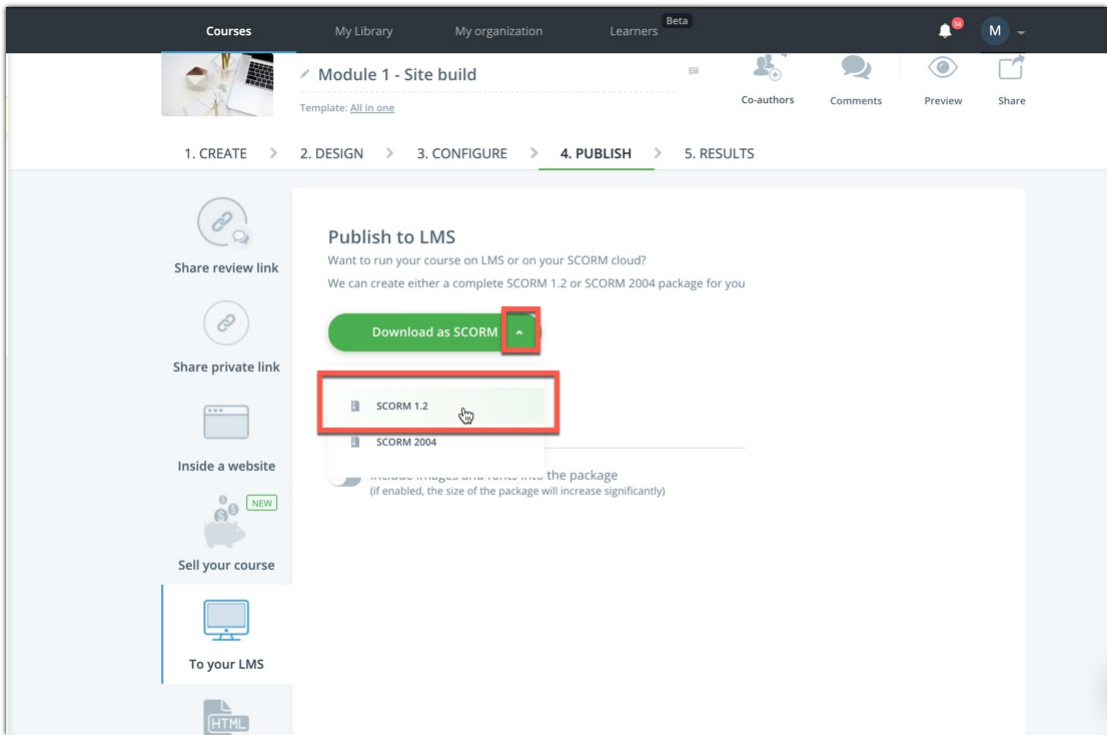 Courses
My Library
My organization
Learners
Beta
34
M
Module 1 - Site build
Template: All in one
Co-authors
Comments
Preview
Share
1. CREATE > 2. DESIGN > 3. CONFIGURE > 4. PUBLISH > 5. RESULTS
Share review link
Share private link
Inside a website
NEW
Sell your course
To your LMS
HTML
Publish to LMS
Want to run your course on LMS or on your SCORM cloud?
We can create either a complete SCORM 1.2 or SCORM 2004 package for you
Download as SCORM
SCORM 1.2
SCORM 2004
Include images and fonts into the package
(if enabled, the size of the package will increase significantly)